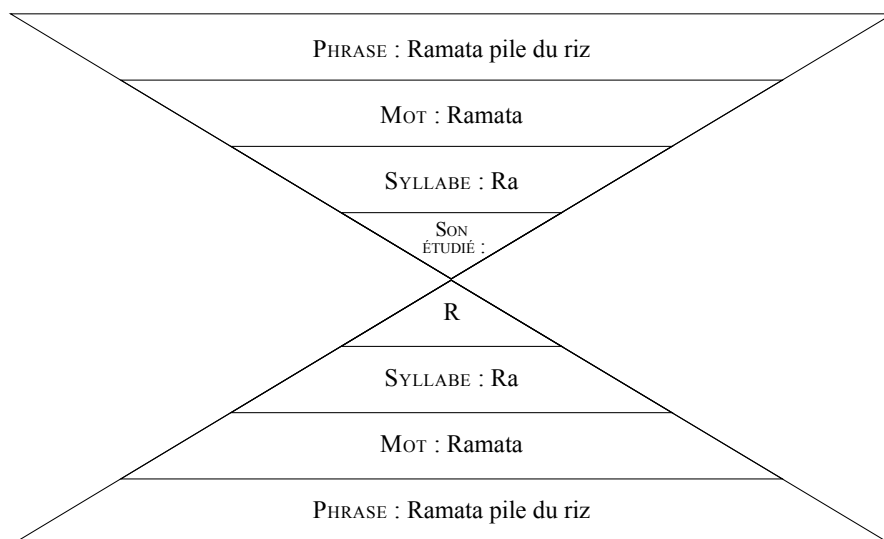 PHRASE : Ramata pile du riz
MOT : Ramata
SYLLABE : Ra
SON
ÉTUDIÉ :
R
SYLLABE : Ra
MOT : Ramata
PHRASE : Ramata pile du riz